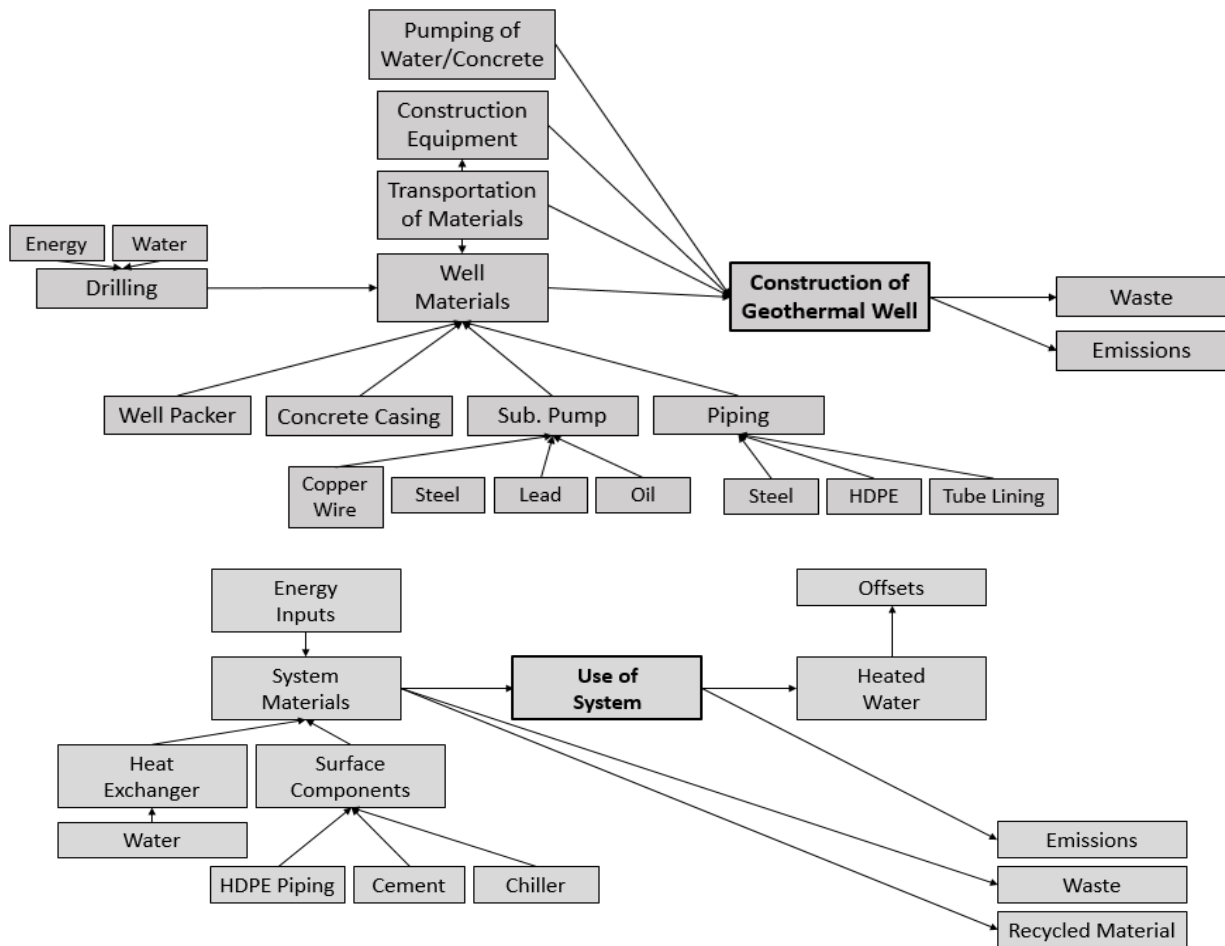 Pumping of
Water/Concrete
Construction
Equipment
Transportation
of Materials
Energy
Water
Drilling
Well
Materials
Construction of
Geothermal Well
Waste
Emissions
Well Packer
Concrete Casing
Sub. Pump
Piping
Copper
Wire
Steel
Lead
Oil
Steel
HDPE
Tube Lining
Energy
Inputs
Offsets
System
Materials
Use of
System
Heated
Water
Heat
Exchanger
Surface
Components
Water
Emissions
HDPE Piping
Cement
Chiller
Waste
Recycled Material